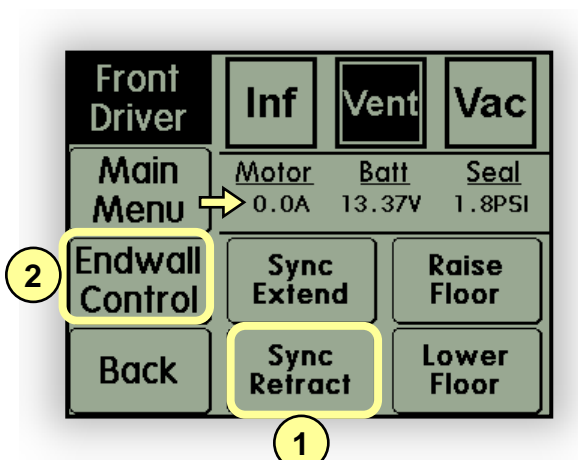 Front
Driver
Inf
Vent
Vac
Main
Menu
Motor
Batt
Seal
0.0A
13.37V
1.8PSI
2
Endwall
Control
Sync
Extend
Raise
Floor
Back
Sync
Retract
Lower
Floor
1